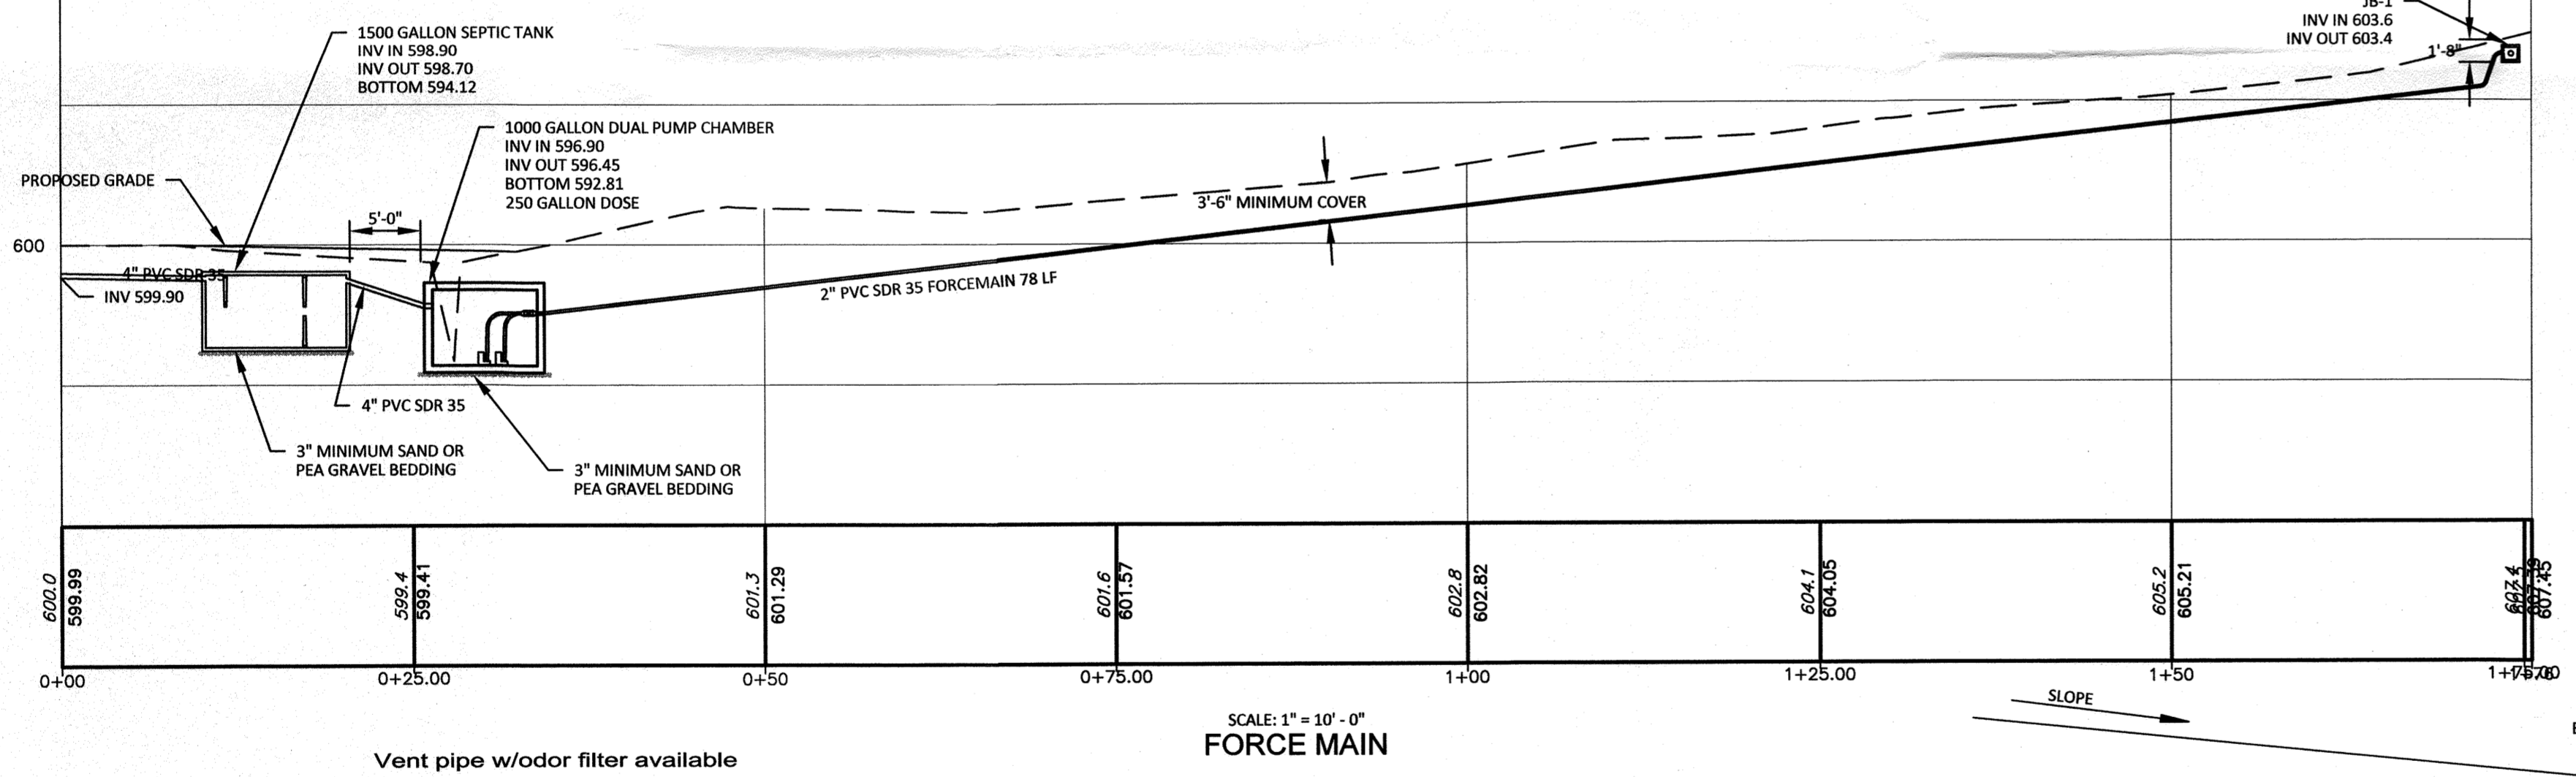 1500 GALLON SEPTIC TANK
INV IN 598.90
INV OUT 598.70
BOTTOM 594.12
JB-1
INV IN 603.6
INV OUT 603.4
1'-8"
1000 GALLON DUAL PUMP CHAMBER
INV IN 596.90
INV OUT 596.45
BOTTOM 592.81
250 GALLON DOSE
PROPOSED GRADE
5'-0"
3'-6" MINIMUM COVER
600
4" PVC SDR 35
INV 599.90
2" PVC SDR 35 FORCEMAIN 78 LF
4" PVC SDR 35
3" MINIMUM SAND OR
PEA GRAVEL BEDDING
3" MINIMUM SAND OR
PEA GRAVEL BEDDING
600.0
599.99
599.4
599.41
601.3
601.29
601.6
601.57
602.8
602.82
604.1
604.05
605.2
605.21
607.4
607.45
0+00
0+25.00
0+50
0+75.00
1+00
1+25.00
1+50
SLOPE
SCALE: 1" = 10' - 0"
FORCE MAIN
Vent pipe w/odor filter available